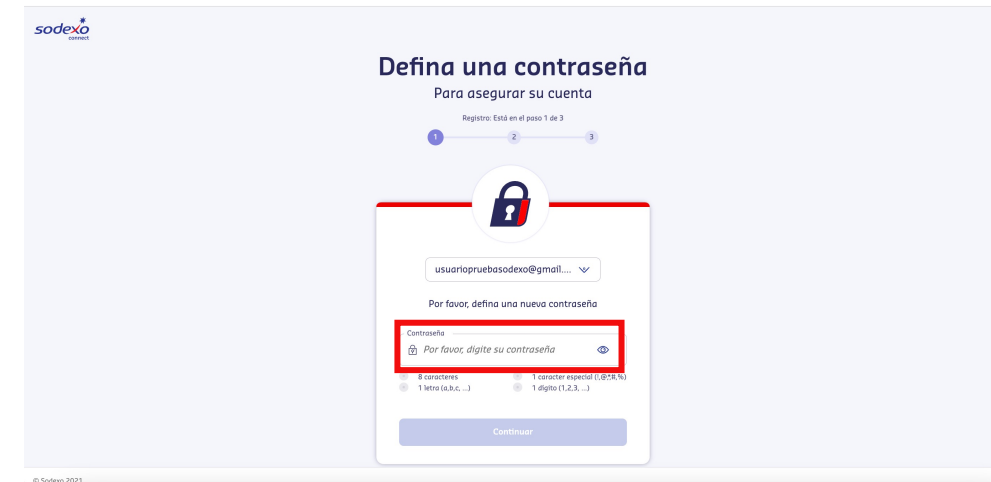 sodexo
connect
Defina una contraseña
Para asegurar su cuenta
Registro: Está en el paso 1 de 3
1 2 3
usuariopruebasodexo@gmail....
Por favor, defina una nueva contraseña
Contraseña
Por favor, digite su contraseña
8 caracteres 1 caracter especial (!,@,*,#,%)
1 letra (a,b,c, ...) 1 dígito (1,2,3, ...)
Continuar
© Sodexo 2021